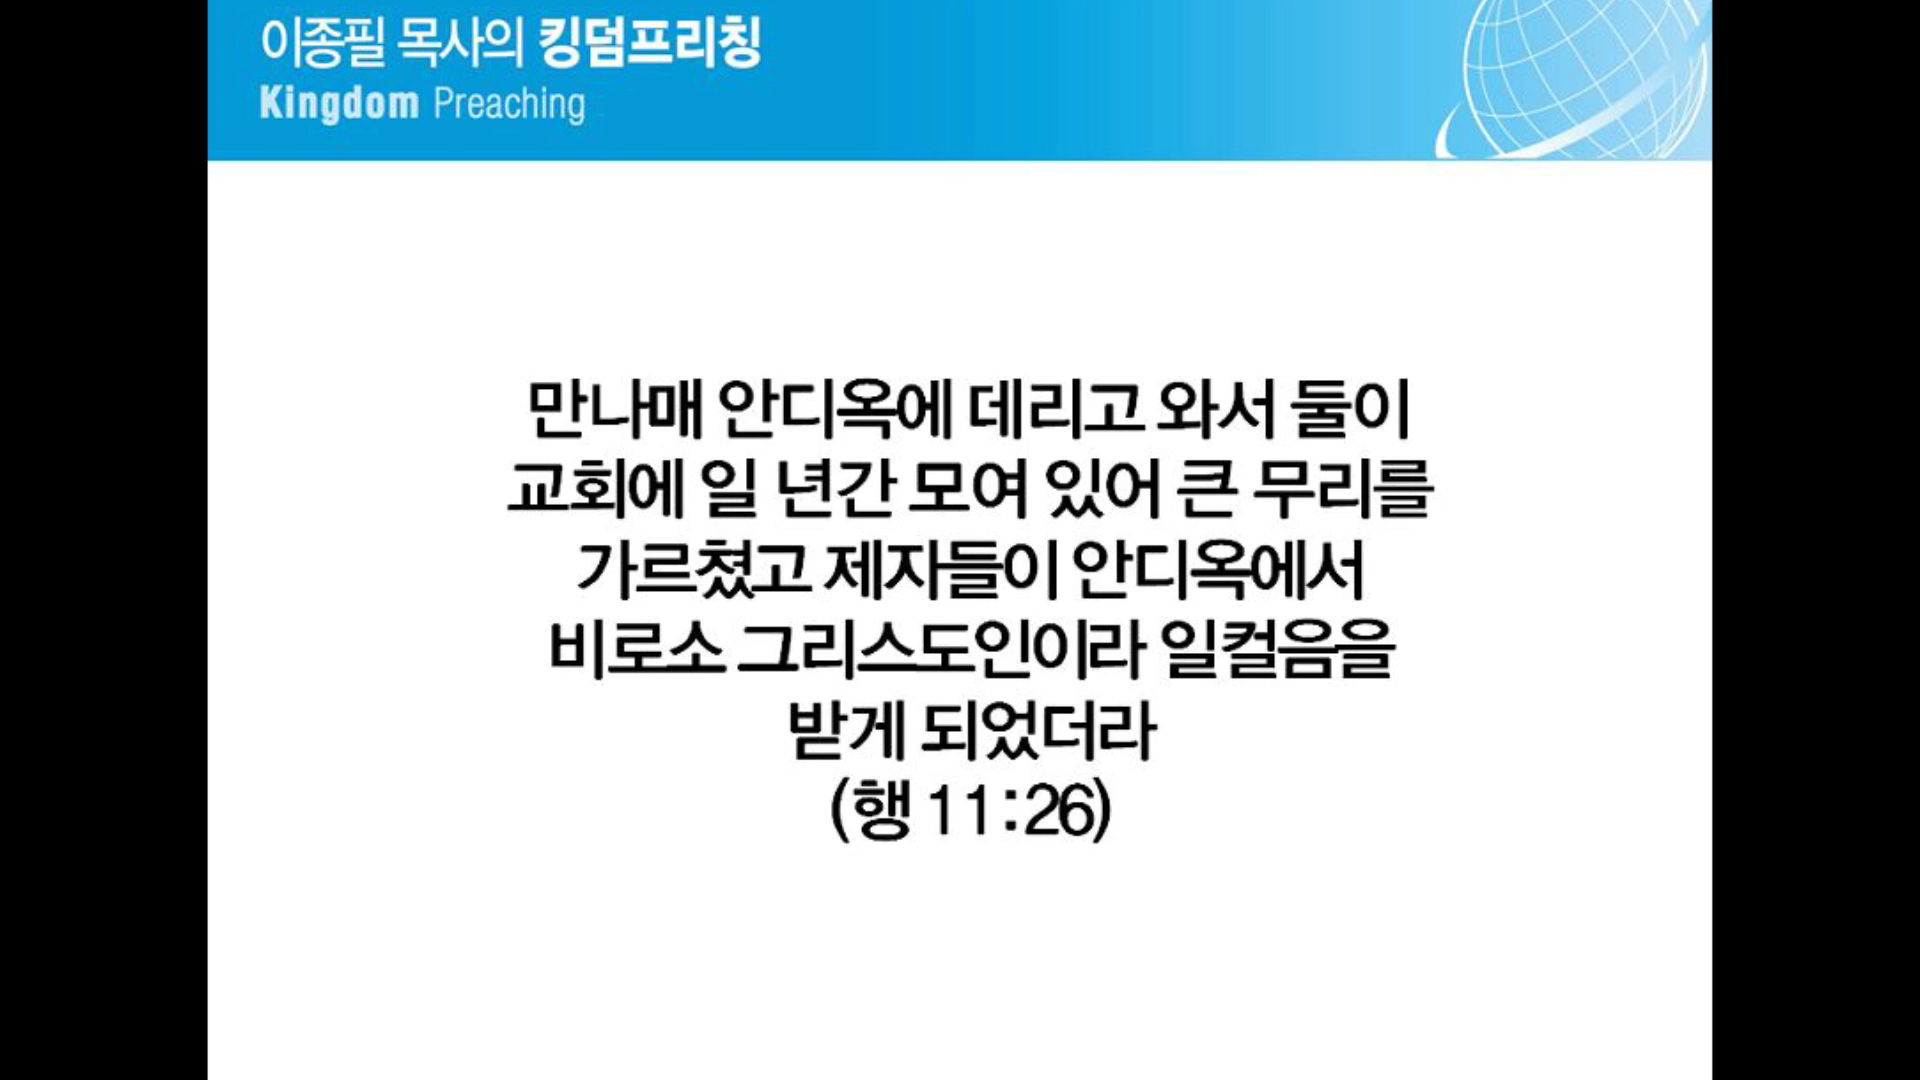 이종필 목사의 킹덤프리칭
Kingdom Preaching
만나매 안디옥에 데리고 와서 둘이
교회에 일 년간 모여 있어 큰 무리를
가르쳤고 제자들이 안디옥에서
비로소 그리스도인이라 일컬음을
받게 되었더라
(행 11:26)